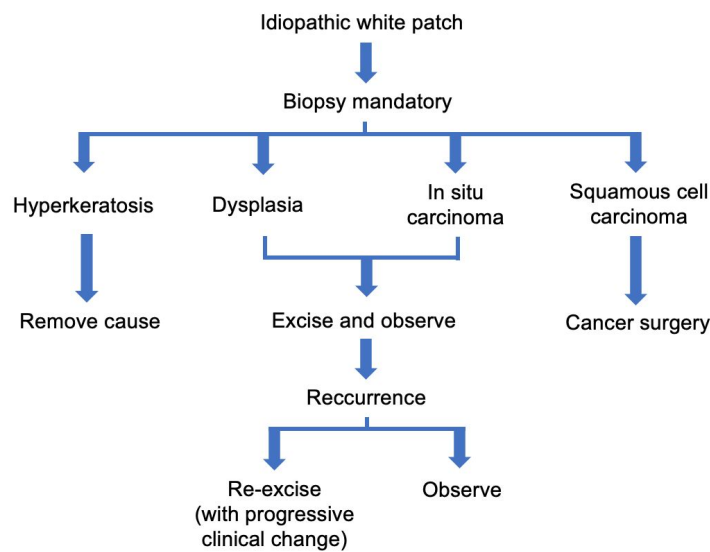 Idiopathic white patch
Biopsy mandatory
Hyperkeratosis
Dysplasia
In situ
carcinoma
Squamous cell
carcinoma
Remove cause
Excise and observe
Cancer surgery
Reccurrence
Re-excise
(with progressive
clinical change)
Observe